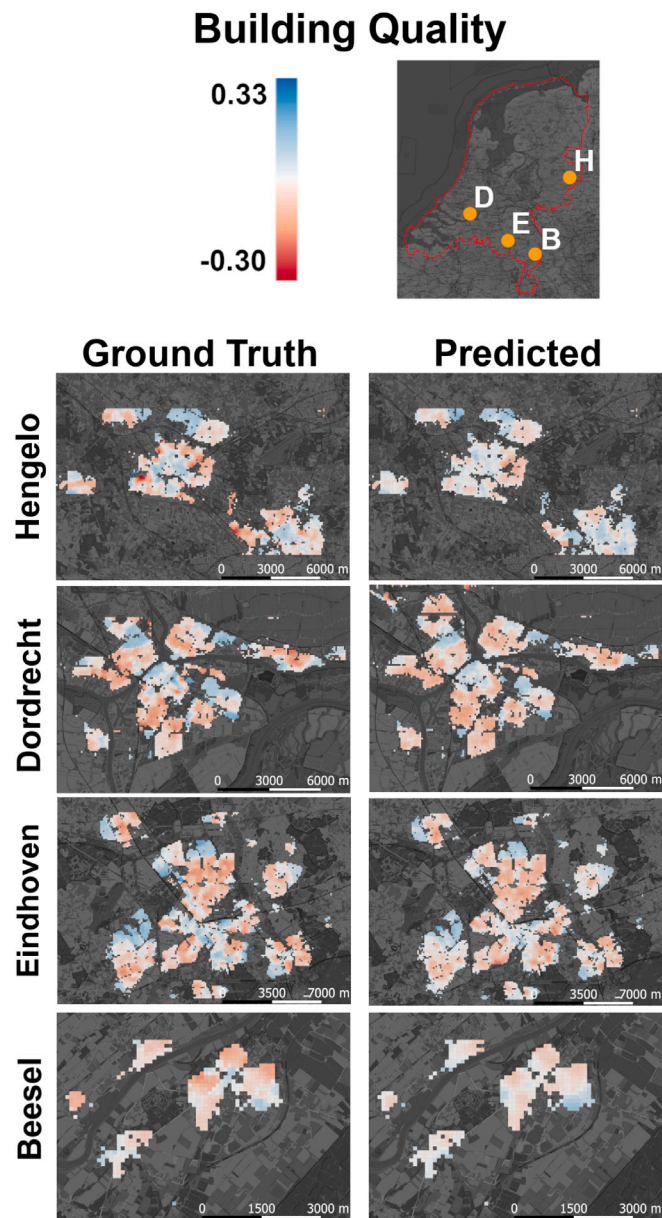 Building Quality
0.33
-0.30
H
D
E
B
Ground Truth Predicted
Hengelo
0 3000 6000 m
0 3000 6000 m
Dordrecht
0 3000 6000 m
0 3000 6000 m
Eindhoven
3500 7000 m
3500 7000 m
Beesel
0 1500 3000 m
0 1500 3000 m